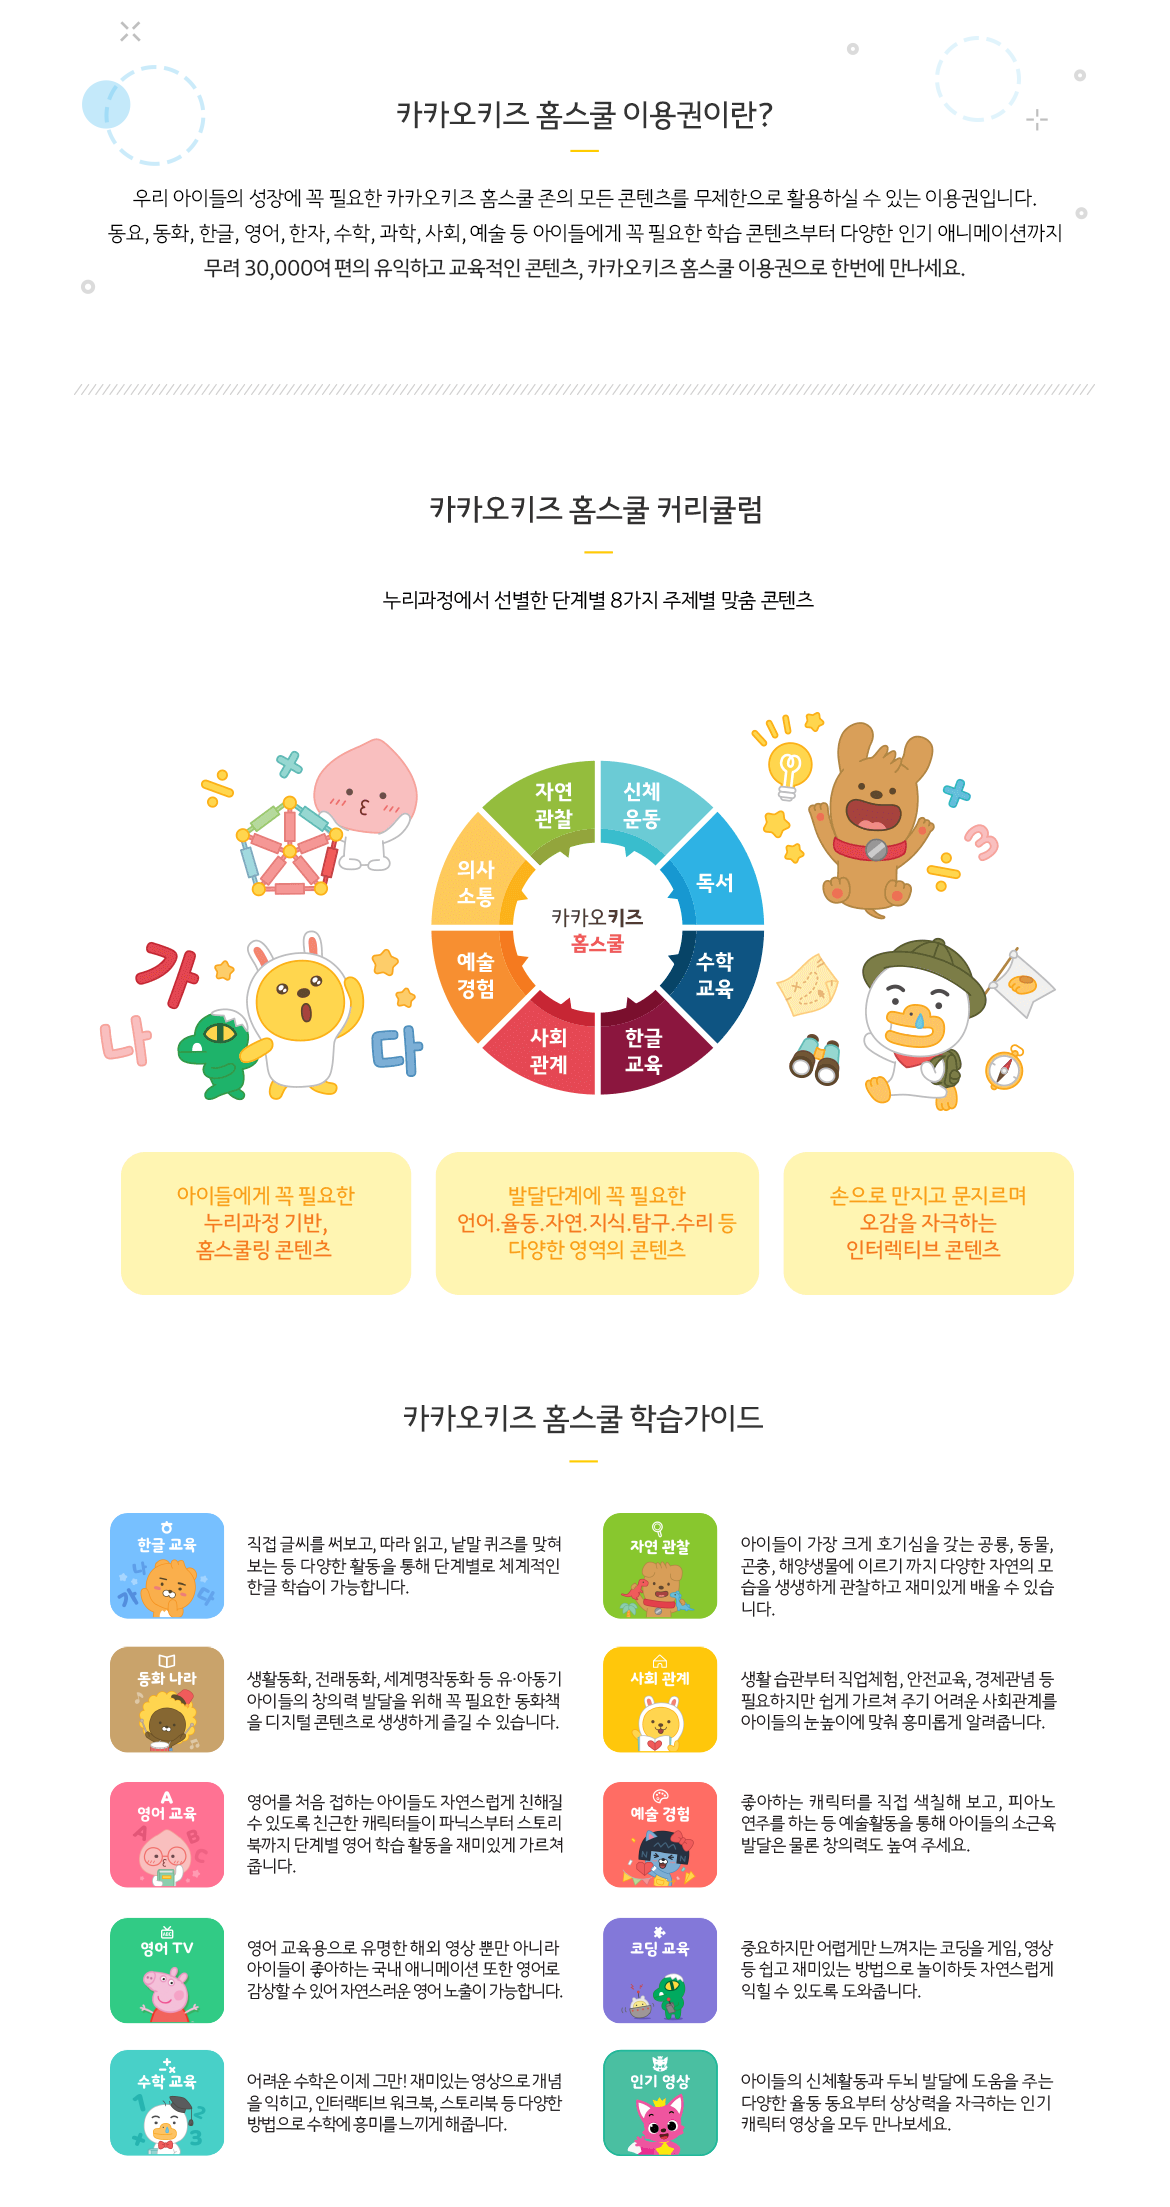 카카오키즈 홈스쿨 이용권이란?
우리 아이들의 성장에 꼭 필요한 카카오키즈 홈스쿨 존의 모든 콘텐츠를 무제한으로 활용하실 수 있는 이용권입니다.
동요, 동화, 한글, 영어, 한자, 수학, 과학, 사회, 예술 등 아이들에게 꼭 필요한 학습 콘텐츠부터 다양한 인기 애니메이션까지
무려 30,000여 편의 유익하고 교육적인 콘텐츠, 카카오키즈 홈스쿨 이용권으로 한번에 만나세요.
카카오키즈 홈스쿨 커리큘럼
누리과정에서 선별한 단계별 8가지 주제별 맞춤 콘텐츠
자연
관찰
신체
운동
의사
소통
독서
카카오키즈
홈스쿨
예술
경험
수학
교육
사회
관계
한글
교육
3
가
나
다
아이들에게 꼭 필요한
누리과정 기반,
홈스쿨링 콘텐츠
발달단계에 꼭 필요한
언어.율동.자연.지식.탐구.수리 등
다양한 영역의 콘텐츠
손으로 만지고 문지르며
오감을 자극하는
인터렉티브 콘텐츠
카카오키즈 홈스쿨 학습가이드
한글 교육
나
가
다
직접 글씨를 써보고, 따라 읽고, 낱말 퀴즈를 맞혀
보는 등 다양한 활동을 통해 단계별로 체계적인
한글 학습이 가능합니다.
자연 관찰
아이들이 가장 크게 호기심을 갖는 공룡, 동물,
곤충, 해양생물에 이르기 까지 다양한 자연의 모
습을 생생하게 관찰하고 재미있게 배울 수 있습
니다.
동화 나라
생활동화, 전래동화, 세계명작동화 등 유·아동기
아이들의 창의력 발달을 위해 꼭 필요한 동화책
을 디지털 콘텐츠로 생생하게 즐길 수 있습니다.
사회 관계
생활 습관부터 직업체험, 안전교육, 경제관념 등
필요하지만 쉽게 가르쳐 주기 어려운 사회관계를
아이들의 눈높이에 맞춰 흥미롭게 알려줍니다.
A
영어 교육
A
B
C
영어를 처음 접하는 아이들도 자연스럽게 친해질
수 있도록 친근한 캐릭터들이 파닉스부터 스토리
북까지 단계별 영어 학습 활동을 재미있게 가르쳐
줍니다.
예술 경험
좋아하는 캐릭터를 직접 색칠해 보고, 피아노
연주를 하는 등 예술활동을 통해 아이들의 소근육
발달은 물론 창의력도 높여 주세요.
ABC
영어 TV
영어 교육용으로 유명한 해외 영상 뿐만 아니라
아이들이 좋아하는 국내 애니메이션 또한 영어로
감상할 수 있어 자연스러운 영어 노출이 가능합니다.
코딩 교육
중요하지만 어렵게만 느껴지는 코딩을 게임, 영상
등 쉽고 재미있는 방법으로 놀이하듯 자연스럽게
익힐 수 있도록 도와줍니다.
수학 교육
1
2
3
어려운 수학은 이제 그만! 재미있는 영상으로 개념
을 익히고, 인터랙티브 워크북, 스토리북 등 다양한
방법으로 수학에 흥미를 느끼게 해줍니다.
인기 영상
아이들의 신체활동과 두뇌 발달에 도움을 주는
다양한 율동 동요부터 상상력을 자극하는 인기
캐릭터 영상을 모두 만나보세요.